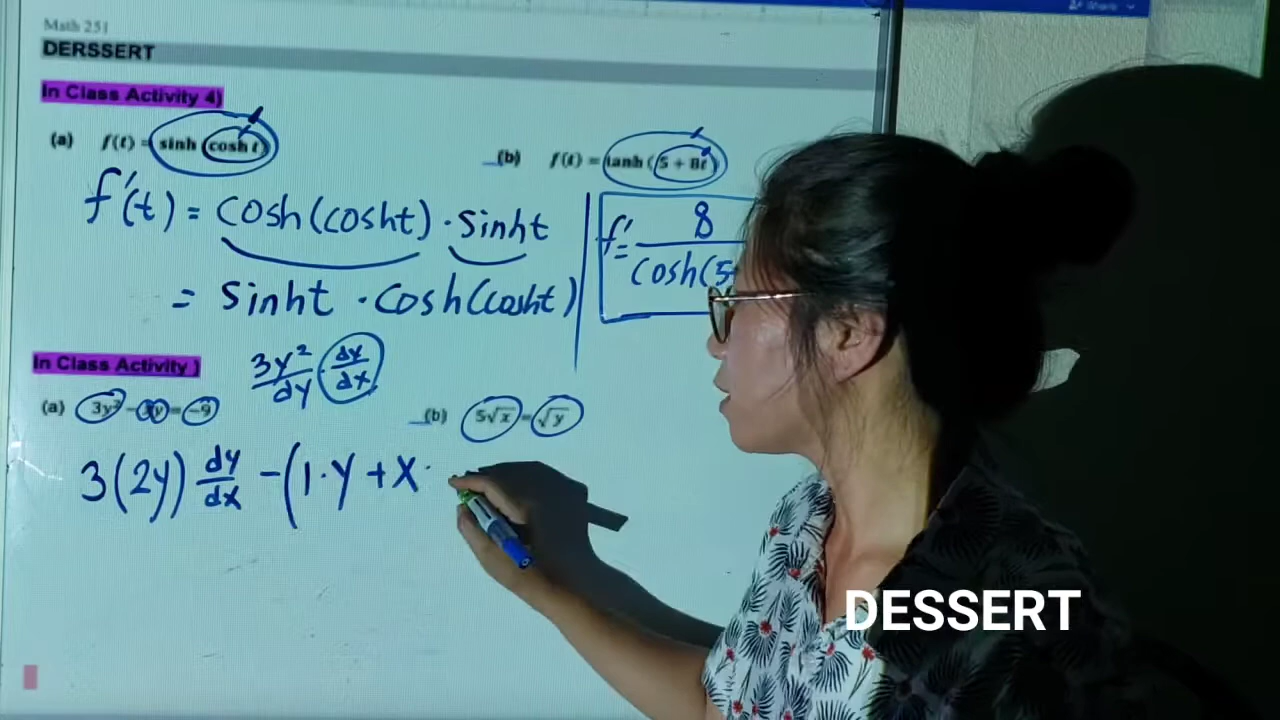 Math 251
DERSSERT
In Class Activity 4)
(a) f(t) = sinh (cosh t)
(b) f(t) = tanh (5 + 8t)
f'(t) = cosh(cosht) · sinht
= sinht · cosh(cosht)
f' = 8
cosh(5
In Class Activity )
3y² / dy · dy/dx
(a) 3y² − xy = −9
(b) 5√x = √y
3(2y) dy/dx − (1·y + x·
DESSERT